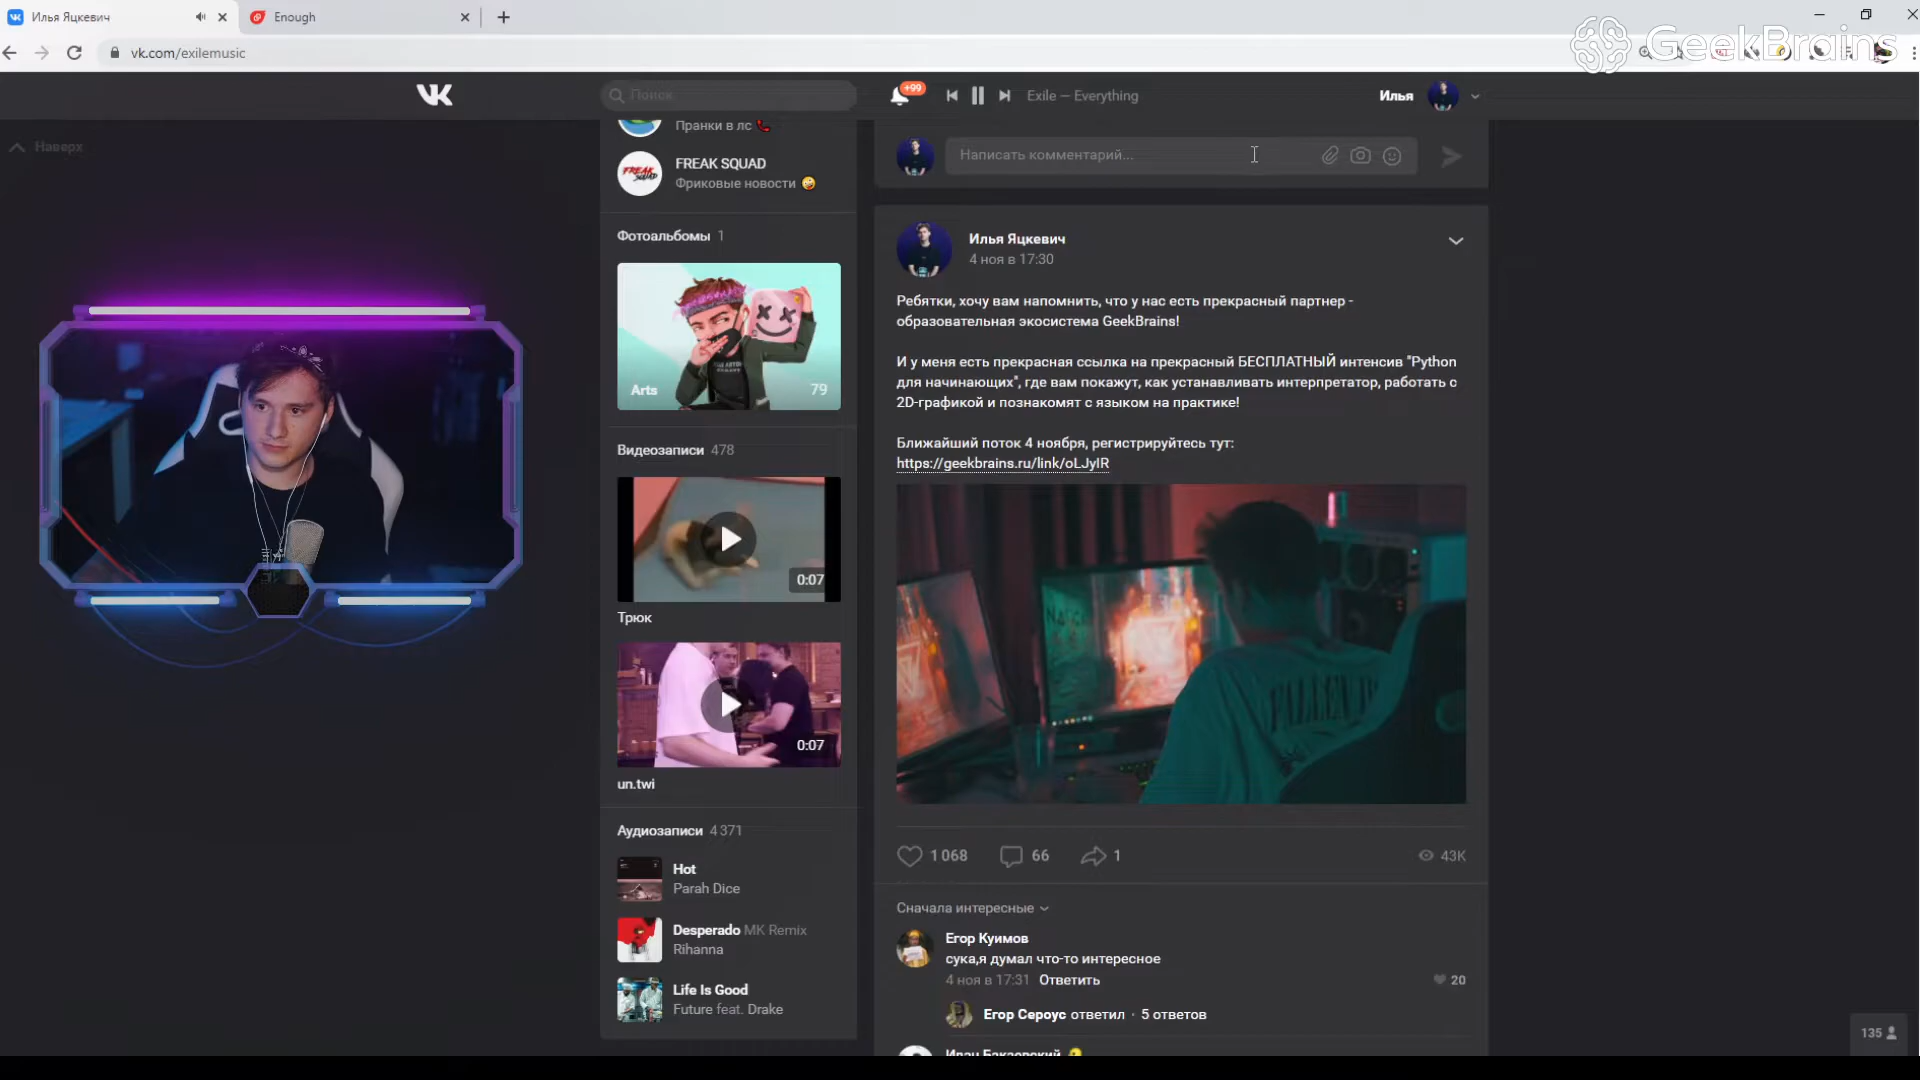 Илья Яцкевич
Enough
vk.com/exilemusic
GeekBrains
Поиск
+99
Exile — Everything
Илья
Наверх
Пранки в лс
FREAK SQUAD
Фриковые новости
Фотоальбомы 1
Arts
79
Видеозаписи 478
0:07
Трюк
0:07
un.twi
Аудиозаписи 4 371
Hot
Parah Dice
Desperado MK Remix
Rihanna
Life Is Good
Future feat. Drake
Написать комментарий...
Илья Яцкевич
4 ноя в 17:30
Ребятки, хочу вам напомнить, что у нас есть прекрасный партнер -
образовательная экосистема GeekBrains!
И у меня есть прекрасная ссылка на прекрасный БЕСПЛАТНЫЙ интенсив "Python
для начинающих", где вам покажут, как устанавливать интерпретатор, работать с
2D-графикой и познакомят с языком на практике!
Ближайший поток 4 ноября, регистрируйтесь тут:
https://geekbrains.ru/link/oLJyIR
1 068
66
1
43K
Сначала интересные
Егор Куимов
сука,я думал что-то интересное
4 ноя в 17:31 Ответить
20
Егор Сероус ответил · 5 ответов
135